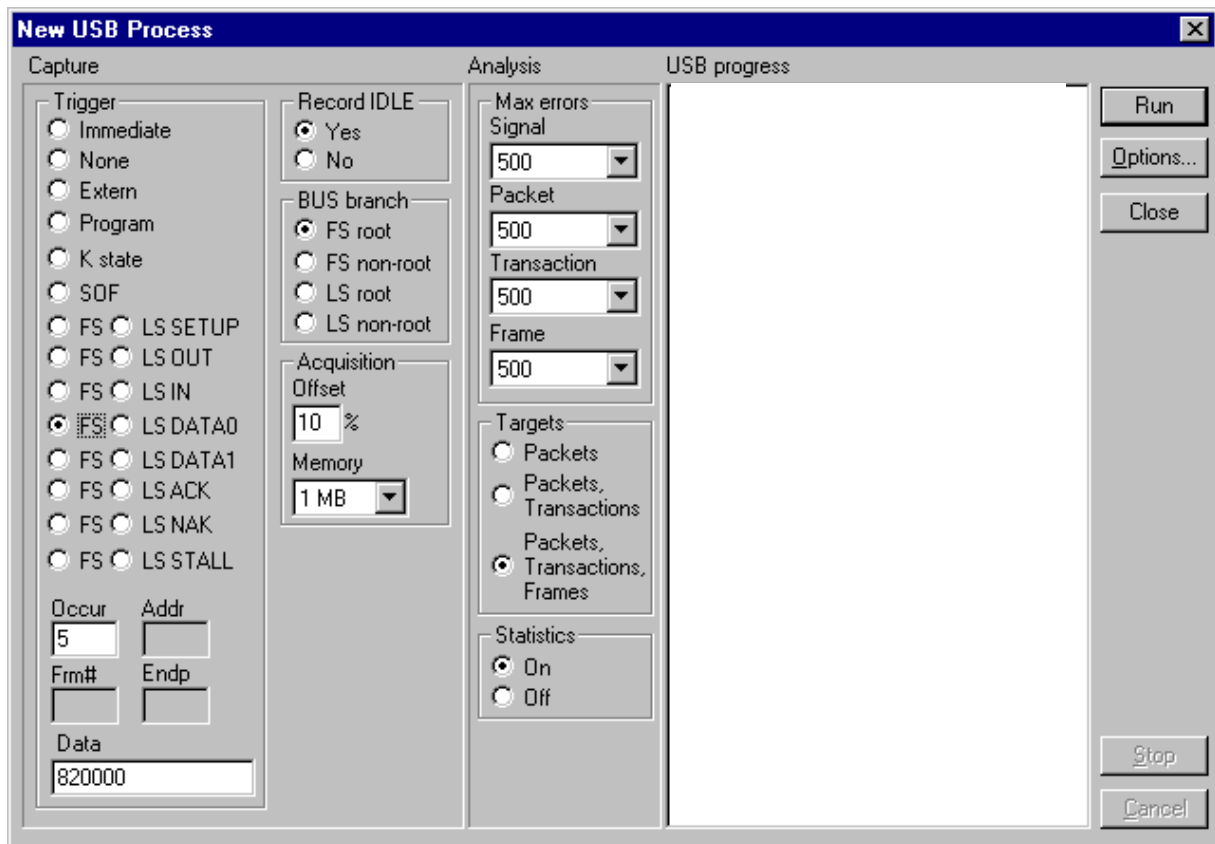 New USB Process
Capture
Trigger
Immediate
None
Extern
Program
K state
SOF
FS LS SETUP
FS LS OUT
FS LS IN
FS LS DATA0
FS LS DATA1
FS LS ACK
FS LS NAK
FS LS STALL
Occur Addr
5
Frm# Endp
Data
820000
Record IDLE
Yes
No
BUS branch
FS root
FS non-root
LS root
LS non-root
Acquisition
Offset
10 %
Memory
1 MB
Analysis
Max errors
Signal
500
Packet
500
Transaction
500
Frame
500
Targets
Packets
Packets,
Transactions
Packets,
Transactions,
Frames
Statistics
On
Off
USB progress
Run
Options...
Close
Stop
Cancel